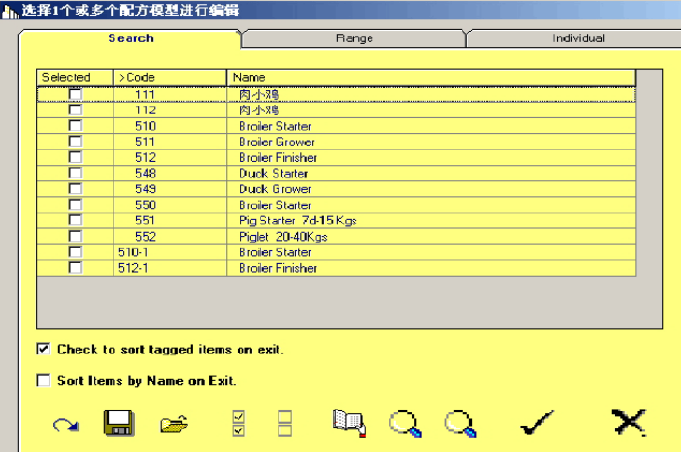 选择1个或多个配方模型进行编辑
Search Range Individual
Selected >Code Name
111 肉小鸡
112 肉小鸡
510 Broiler Starter
511 Broiler Grower
512 Broiler Finisher
548 Duck Starter
549 Duck Grower
550 Broiler Starter
551 Pig Starter 7d-15 Kgs
552 Piglet 20-40Kgs
510-1 Broiler Starter
512-1 Broiler Finisher
Check to sort tagged items on exit.
Sort Items by Name on Exit.